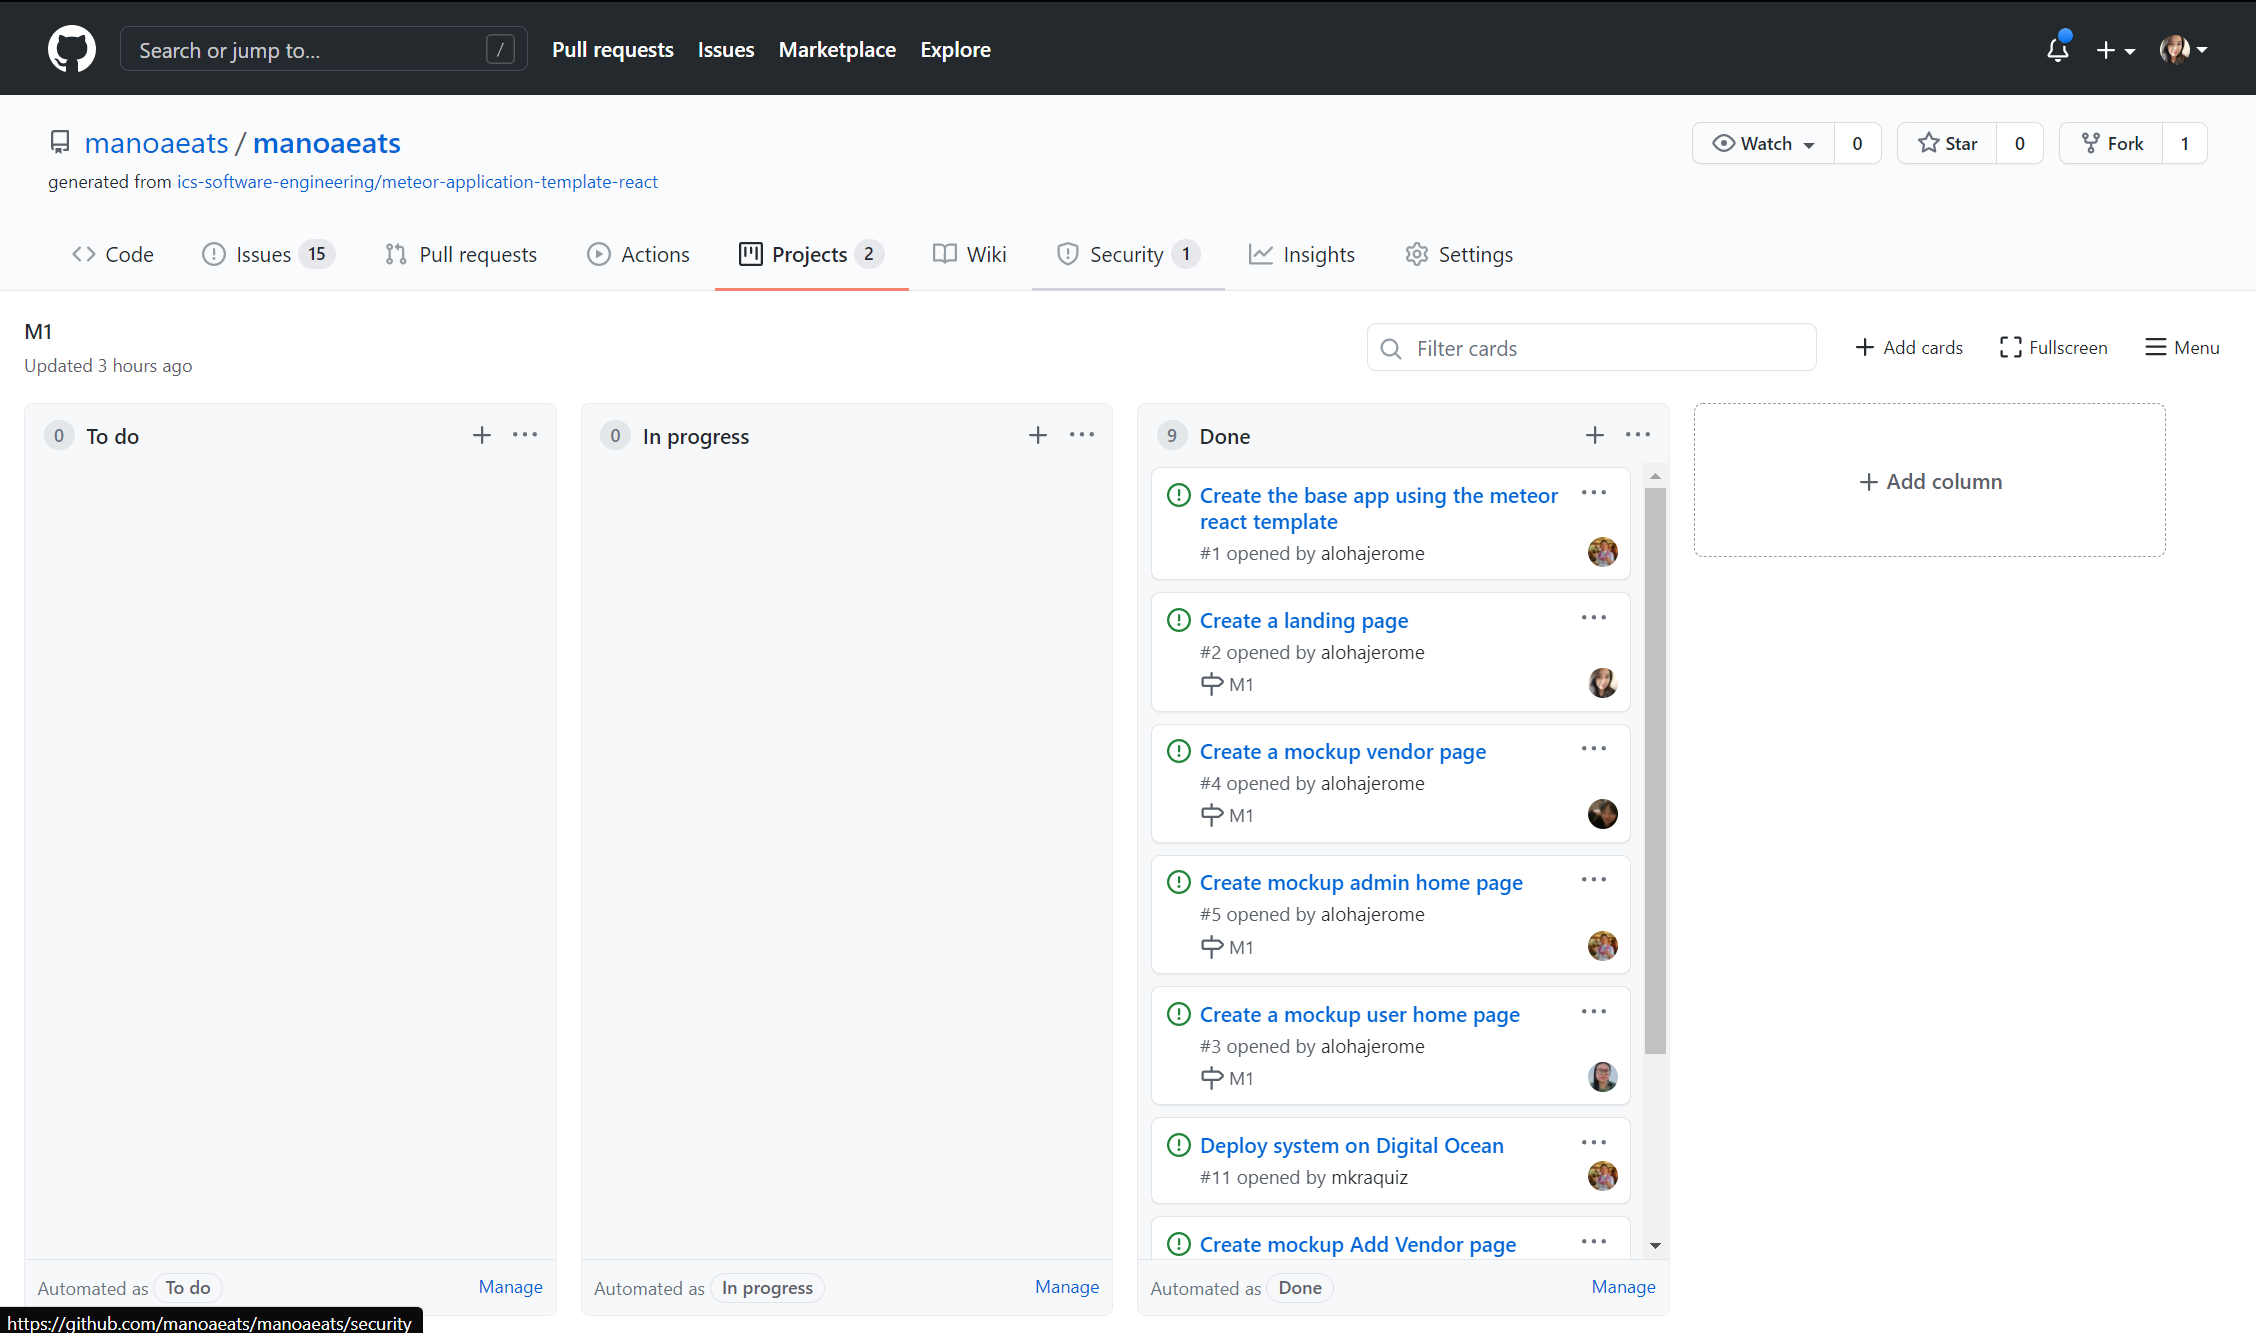 Search or jump to... /
Pull requests Issues Marketplace Explore
manoaeats / manoaeats
Watch 0 Star 0 Fork 1
generated from ics-software-engineering/meteor-application-template-react
Code Issues 15 Pull requests Actions Projects 2 Wiki Security 1 Insights Settings
M1
Updated 3 hours ago
Filter cards
Add cards Fullscreen Menu
0 To do
0 In progress
9 Done
Create the base app using the meteor
react template
#1 opened by alohajerome
Create a landing page
#2 opened by alohajerome
M1
Create a mockup vendor page
#4 opened by alohajerome
M1
Create mockup admin home page
#5 opened by alohajerome
M1
Create a mockup user home page
#3 opened by alohajerome
M1
Deploy system on Digital Ocean
#11 opened by mkraquiz
Create mockup Add Vendor page
Add column
Automated as To do Manage
Automated as In progress Manage
Automated as Done Manage
https://github.com/manoaeats/manoaeats/security